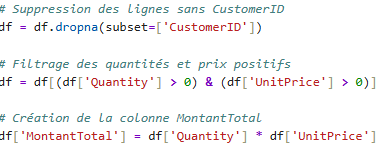 # Suppression des lignes sans CustomerID
df = df.dropna(subset=['CustomerID'])
# Filtrage des quantités et prix positifs
df = df[(df['Quantity'] > 0) & (df['UnitPrice'] > 0)]
# Création de la colonne MontantTotal
df['MontantTotal'] = df['Quantity'] * df['UnitPrice']